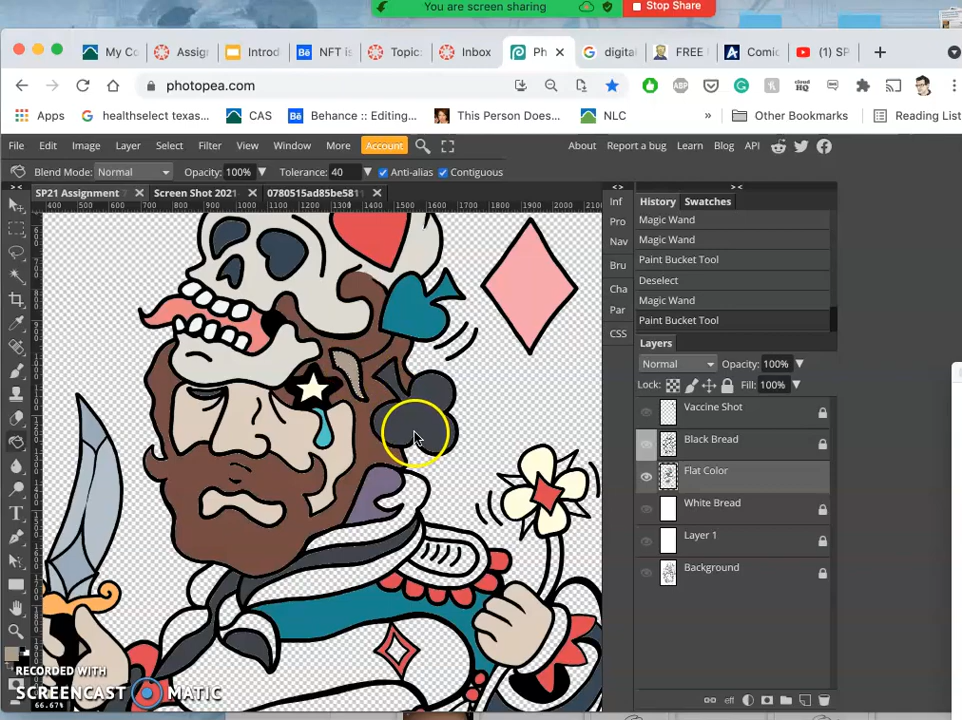 You are screen sharing
Stop Share
My Co
Assign
Introd
NFT is
Topic:
Inbox
Ph
digital
FREE
Comic
(1) SP
photopea.com
Apps
healthselect texas...
CAS
Behance :: Editing...
This Person Does...
NLC
»
Other Bookmarks
Reading List
File Edit Image Layer Select Filter View Window More Account
About Report a bug Learn Blog API
Blend Mode: Normal Opacity: 100% Tolerance: 40 Anti-alias Contiguous
SP21 Assignment
Screen Shot 2021
0780515ad85be581
400 500 600 700 800 900 1000 1100 1200 1300 1400 1500 1600 1700 1800 1900 2000 2100
Inf
Pro
Nav
Bru
Cha
Par
CSS
History Swatches
Magic Wand
Magic Wand
Paint Bucket Tool
Deselect
Magic Wand
Paint Bucket Tool
Layers
Normal Opacity: 100%
Lock: Fill: 100%
Vaccine Shot
Black Bread
Flat Color
White Bread
Layer 1
Background
eff
RECORDED WITH
SCREENCAST MATIC
66.67%